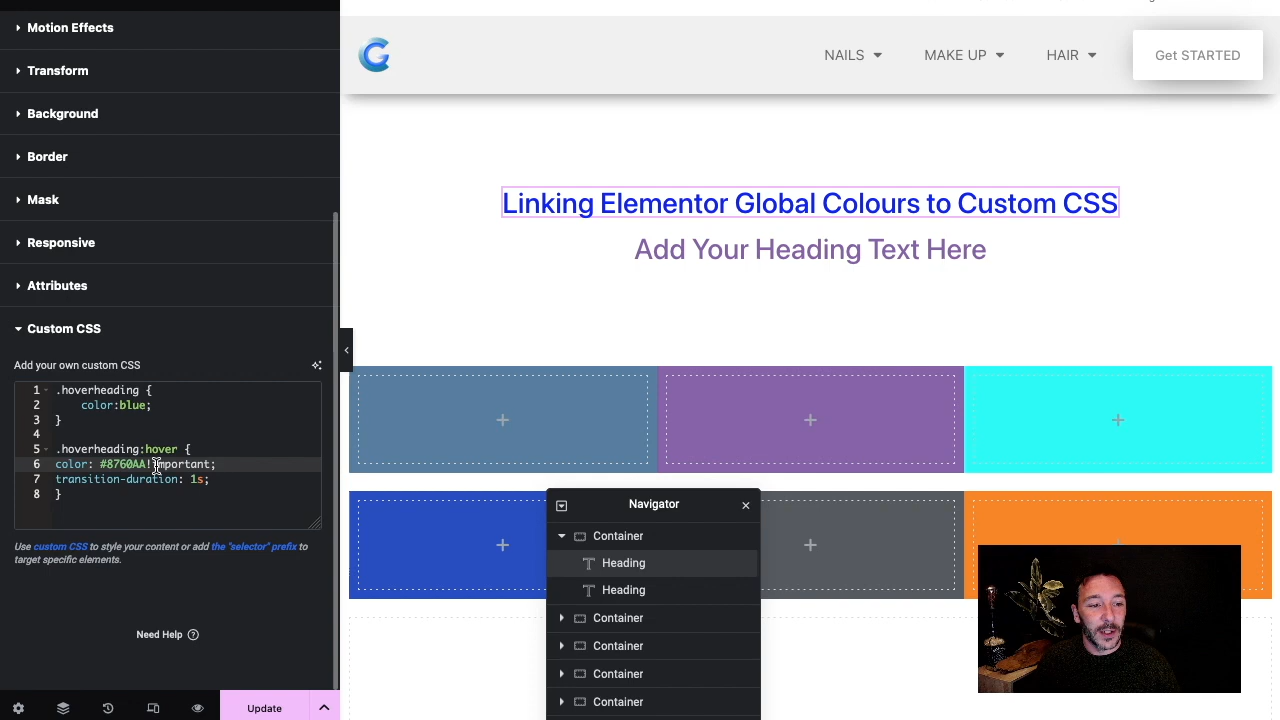 Motion Effects
Transform
Background
Border
Mask
Responsive
Attributes
Custom CSS
Add your own custom CSS
1 .hoverheading {
2 color:blue;
3 }
4
5 .hoverheading:hover {
6 color: #8760AA!important;
7 transition-duration: 1s;
8 }
Use custom CSS to style your content or add the "selector" prefix to
target specific elements.
Need Help ?
Update
NAILS MAKE UP HAIR Get STARTED
Linking Elementor Global Colours to Custom CSS
Add Your Heading Text Here
Navigator
Container
Heading
Heading
Container
Container
Container
Container